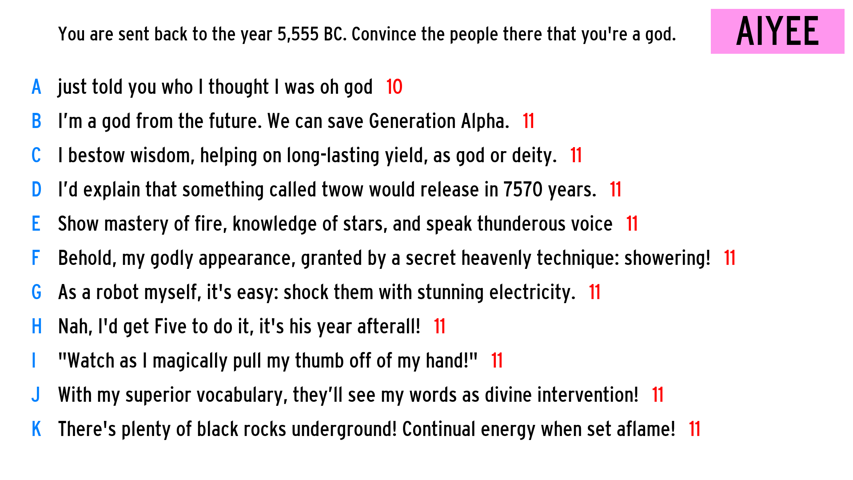 You are sent back to the year 5,555 BC. Convince the people there that you're a god.
AIYEE
A just told you who I thought I was oh god 10
B I’m a god from the future. We can save Generation Alpha. 11
C I bestow wisdom, helping on long-lasting yield, as god or deity. 11
D I’d explain that something called twow would release in 7570 years. 11
E Show mastery of fire, knowledge of stars, and speak thunderous voice 11
F Behold, my godly appearance, granted by a secret heavenly technique: showering! 11
G As a robot myself, it's easy: shock them with stunning electricity. 11
H Nah, I'd get Five to do it, it's his year afterall! 11
I "Watch as I magically pull my thumb off of my hand!" 11
J With my superior vocabulary, they’ll see my words as divine intervention! 11
K There's plenty of black rocks underground! Continual energy when set aflame! 11